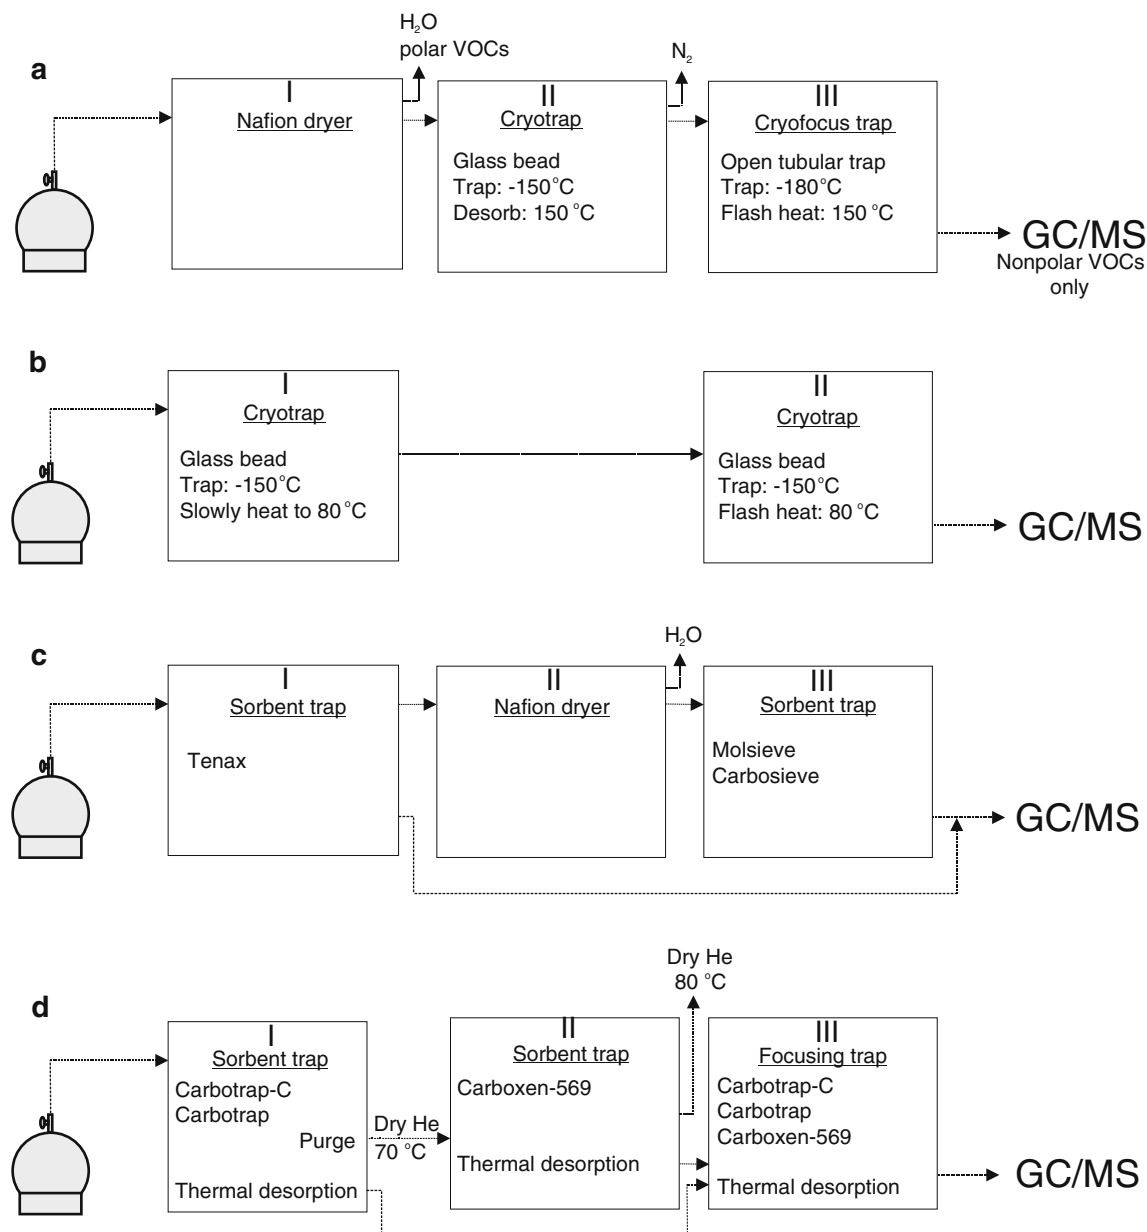 a
H2O
polar VOCs
N2
I
Nafion dryer
II
Cryotrap
Glass bead
Trap: -150°C
Desorb: 150 °C
III
Cryofocus trap
Open tubular trap
Trap: -180°C
Flash heat: 150 °C
GC/MS
Nonpolar VOCs
only
b
I
Cryotrap
Glass bead
Trap: -150°C
Slowly heat to 80 °C
II
Cryotrap
Glass bead
Trap: -150°C
Flash heat: 80 °C
GC/MS
c
I
Sorbent trap
Tenax
II
Nafion dryer
H2O
III
Sorbent trap
Molsieve
Carbosieve
GC/MS
d
I
Sorbent trap
Carbotrap-C
Carbotrap
Purge
Thermal desorption
Dry He
70 °C
II
Sorbent trap
Carboxen-569
Thermal desorption
Dry He
80 °C
III
Focusing trap
Carbotrap-C
Carbotrap
Carboxen-569
Thermal desorption
GC/MS